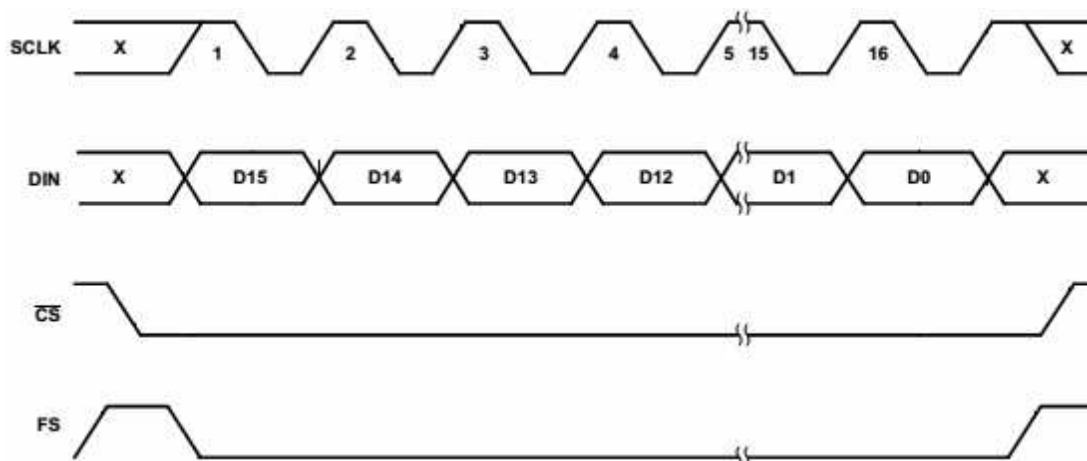 SCLK X 1 2 3 4 5 15 16 X
DIN X D15 D14 D13 D12 D1 D0 X
CS
FS